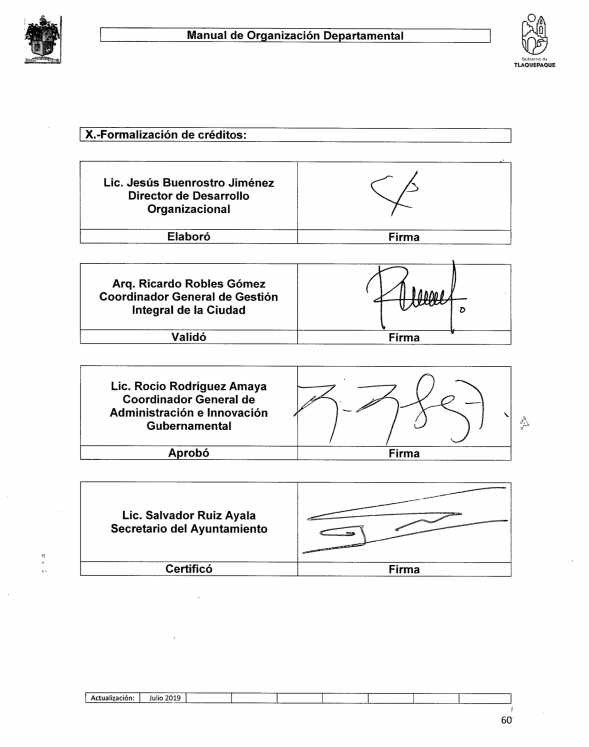 Manual de Organización Departamental
Gobierno de
TLAQUEPAQUE
X.-Formalización de créditos:
Lic. Jesús Buenrostro Jiménez
Director de Desarrollo
Organizacional
Elaboró Firma
Arq. Ricardo Robles Gómez
Coordinador General de Gestión
Integral de la Ciudad
Validó Firma
Lic. Rocio Rodriguez Amaya
Coordinador General de
Administración e Innovación
Gubernamental
Aprobó Firma
Lic. Salvador Ruiz Ayala
Secretario del Ayuntamiento
Certificó Firma
Actualización: Julio 2019
60